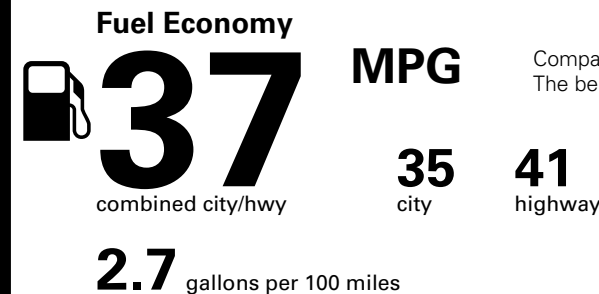 Fuel Economy
37 MPG
Compa
The be
combined city/hwy
35 city
41 highway
2.7 gallons per 100 miles